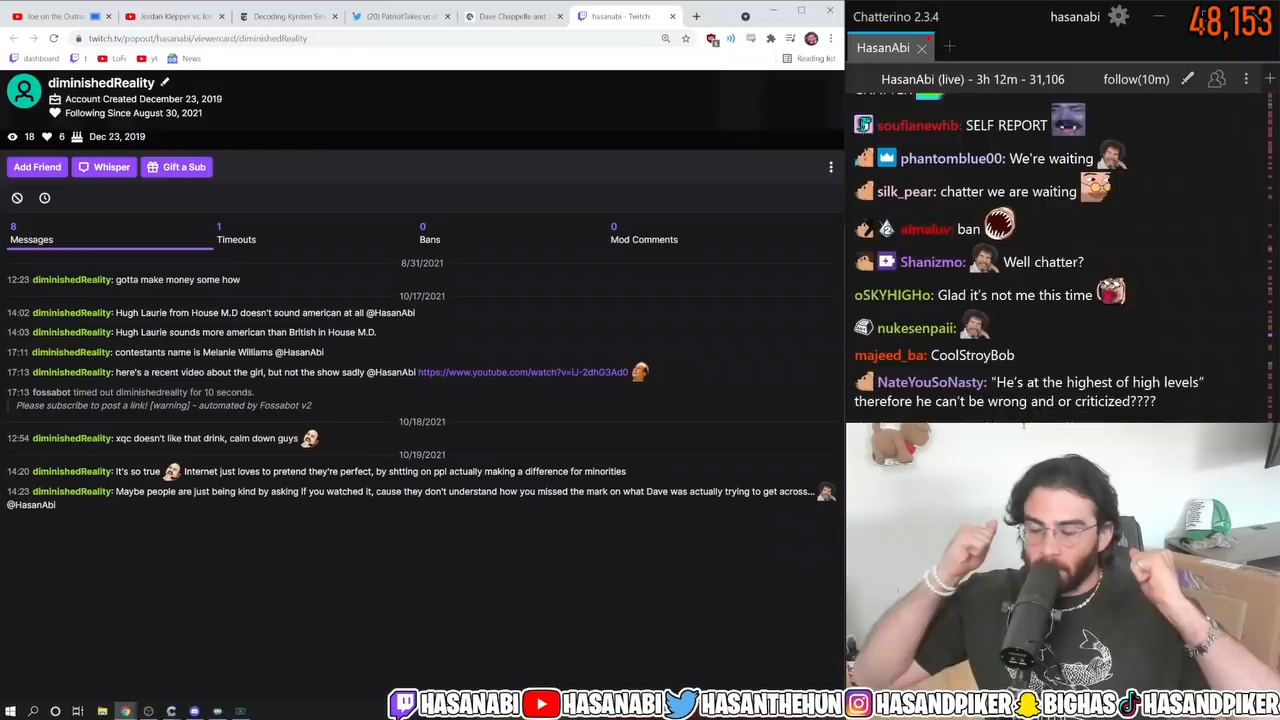 Joe on the Outra
Jordan Klepper vs. Io
Decoding Kyrsten Sin
(20) PatriotTakes us o
Dave Chappelle and
hasanabi - Twitch
twitch.tv/popout/hasanabi/viewercard/diminishedReality
dashboard
t
LoFi
yt
News
Reading list
diminishedReality
Account Created December 23, 2019
Following Since August 30, 2021
18 6 Dec 23, 2019
Add Friend
Whisper
Gift a Sub
8 Messages
1 Timeouts
0 Bans
0 Mod Comments
8/31/2021
12:23 diminishedReality: gotta make money some how
10/17/2021
14:02 diminishedReality: Hugh Laurie from House M.D doesn't sound american at all @HasanAbi
14:03 diminishedReality: Hugh Laurie sounds more american than British in House M.D.
17:11 diminishedReality: contestants name is Melanie Williams @HasanAbi
17:13 diminishedReality: here's a recent video about the girl, but not the show sadly @HasanAbi https://www.youtube.com/watch?v=iJ-2dhG3Ad0
17:13 fossabot timed out diminishedreality for 10 seconds.
Please subscribe to post a link! [warning] - automated by Fossabot v2
10/18/2021
12:54 diminishedReality: xqc doesn't like that drink, calm down guys
10/19/2021
14:20 diminishedReality: It's so true Internet just loves to pretend they're perfect, by shtting on ppl actually making a difference for minorities
14:23 diminishedReality: Maybe people are just being kind by asking if you watched it, cause they don't understand how you missed the mark on what Dave was actually trying to get across...
@HasanAbi
Chatterino 2.3.4
hasanabi
48,153
HasanAbi
HasanAbi (live) - 3h 12m - 31,106
follow(10m)
soufianewhb: SELF REPORT
phantomblue00: We're waiting
silk_pear: chatter we are waiting
almaluv: ban
Shanizmo: Well chatter?
oSKYHIGHo: Glad it's not me this time
nukesenpaii:
majeed_ba: CoolStroyBob
NateYouSoNasty: "He's at the highest of high levels"
therefore he can't be wrong and or criticized????
HASANABI
HASANABI
HASANTHEHUN
HASANDPIKER
BIGHAS
HASANDPIKER